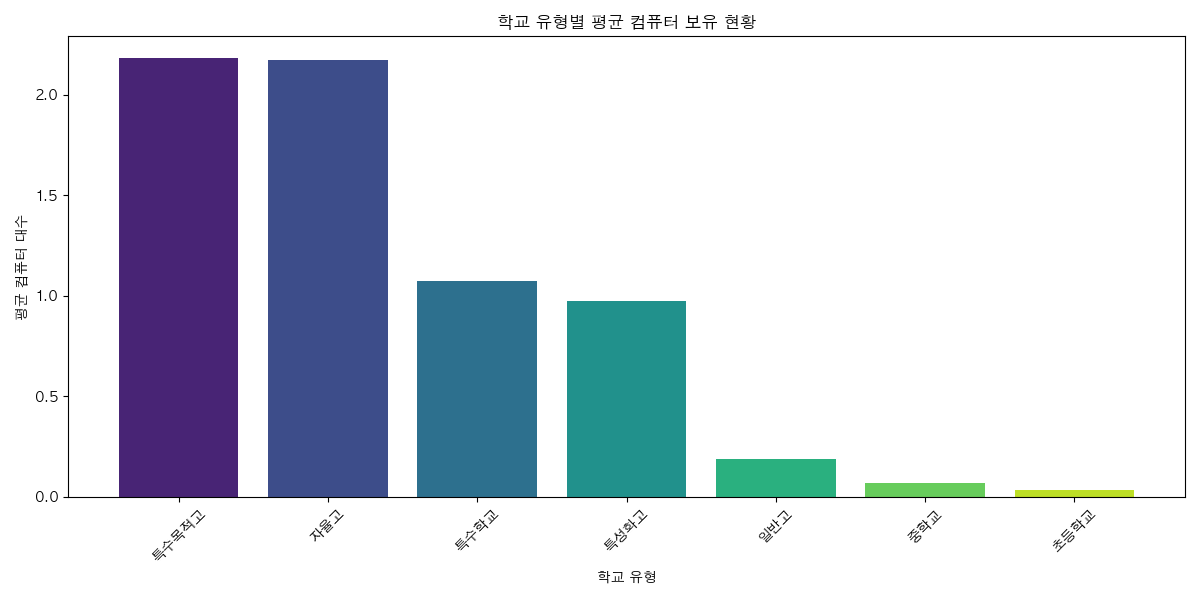 학교 유형별 평균 컴퓨터 보유 현황
평균 컴퓨터 대수
2.0
1.5
1.0
0.5
0.0
특수목적고
자율고
특수학교
특성화고
일반고
중학교
초등학교
학교 유형